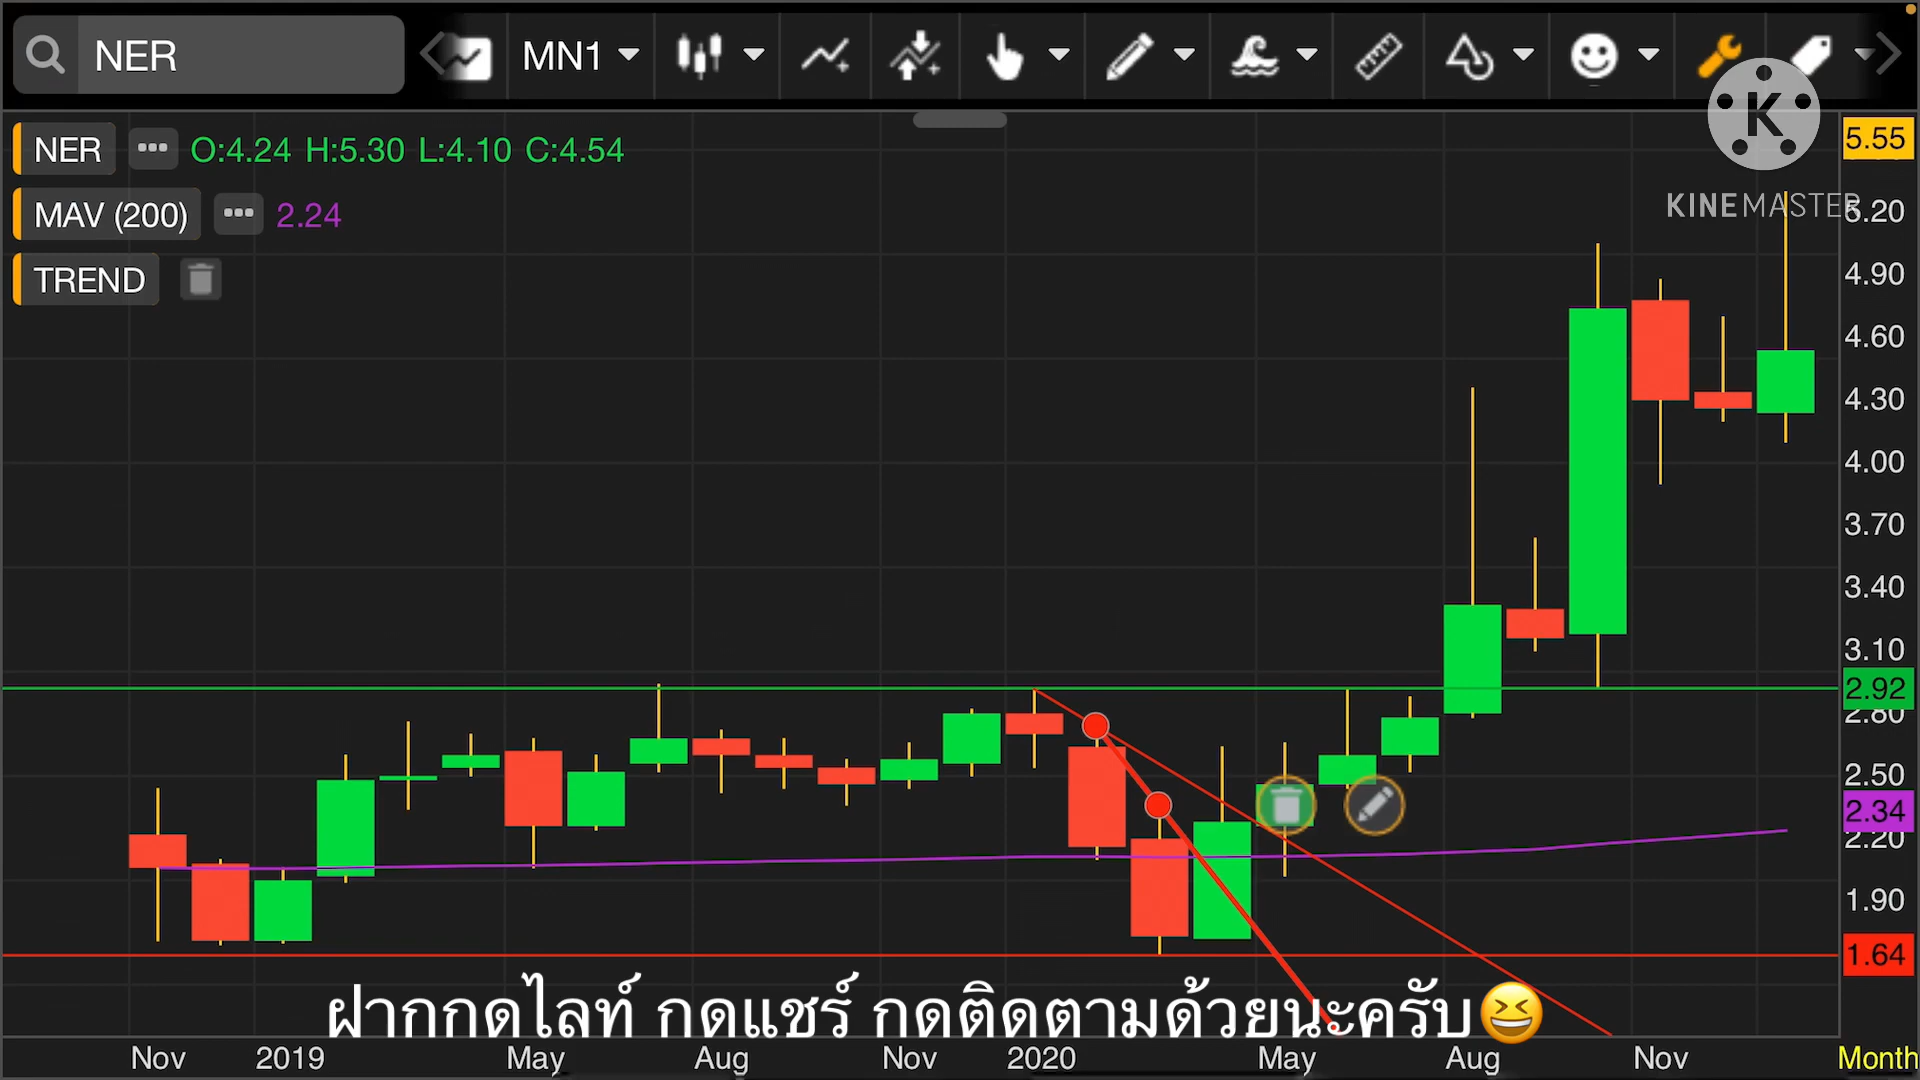 NER MN1
K
KINEMASTER
NER ••• O:4.24 H:5.30 L:4.10 C:4.54
MAV (200) ••• 2.24
TREND
5.55
5.20
4.90
4.60
4.30
4.00
3.70
3.40
3.10
2.92
2.80
2.50
2.34
2.20
1.90
1.64
ฝากกดไลท์ กดแชร์ กดติดตามด้วยนะครับ😆
Nov 2019 May Aug Nov 2020 May Aug Nov Month